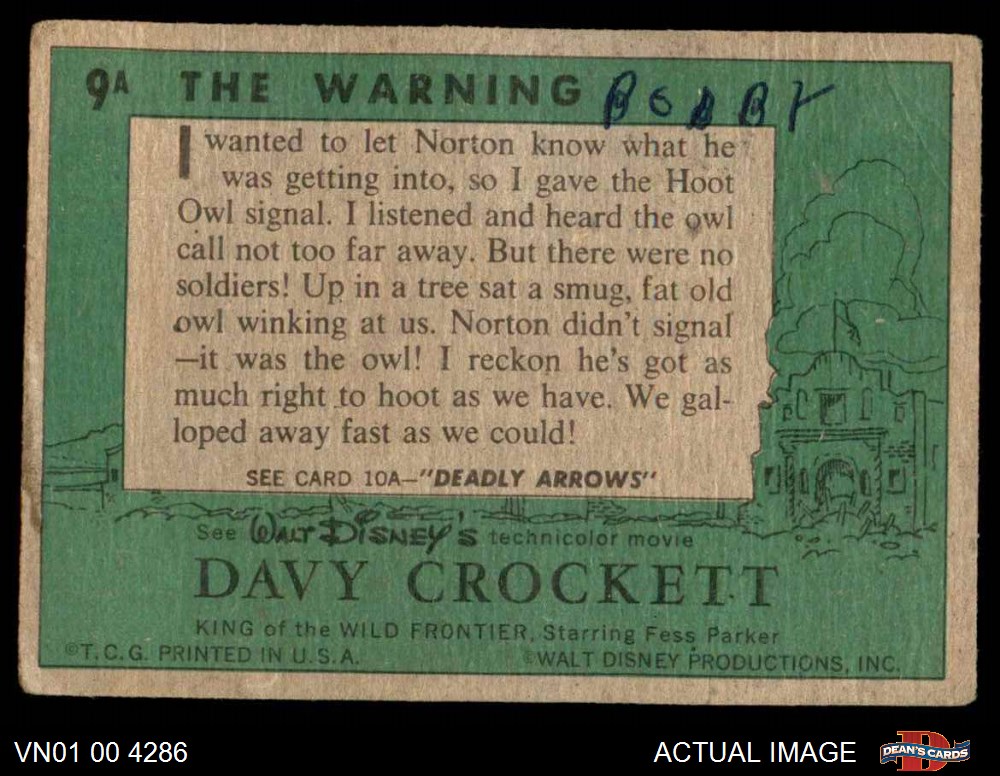 9A THE WARNING BOBBY
I wanted to let Norton know what he
was getting into, so I gave the Hoot
Owl signal. I listened and heard the owl
call not too far away. But there were no
soldiers! Up in a tree sat a smug, fat old
owl winking at us. Norton didn't signal
—it was the owl! I reckon he's got as
much right to hoot as we have. We gal-
loped away fast as we could!
SEE CARD 10A—"DEADLY ARROWS"
See WALT DISNEY'S technicolor movie
DAVY CROCKETT
KING of the WILD FRONTIER, Starring Fess Parker
©T.C.G. PRINTED IN U.S.A. ©WALT DISNEY PRODUCTIONS, INC.
VN01 00 4286 ACTUAL IMAGE D DEAN'S CARDS